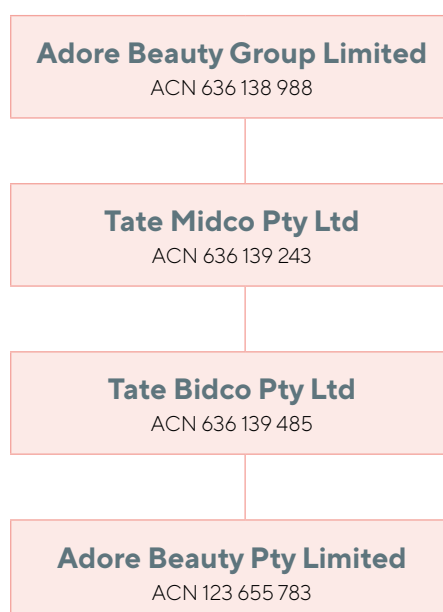 Adore Beauty Group Limited
ACN 636 138 988
Tate Midco Pty Ltd
ACN 636 139 243
Tate Bidco Pty Ltd
ACN 636 139 485
Adore Beauty Pty Limited
ACN 123 655 783